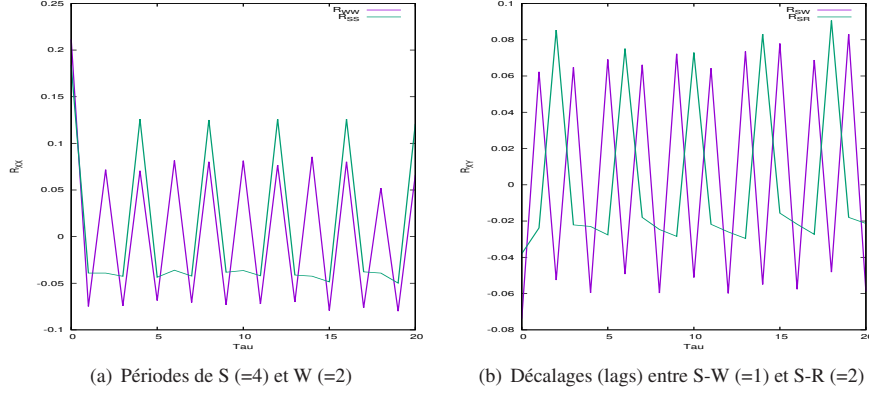 0.25
0.2
0.15
0.1
0.05
0
-0.05
-0.1
0
5
10
15
20
R_XX
Tau
R_WW
R_SS
0.1
0.08
0.06
0.04
0.02
0
-0.02
-0.04
-0.06
-0.08
0
5
10
15
20
R_XY
Tau
R_SW
R_SR
(a) Périodes de S (=4) et W (=2)
(b) Décalages (lags) entre S-W (=1) et S-R (=2)